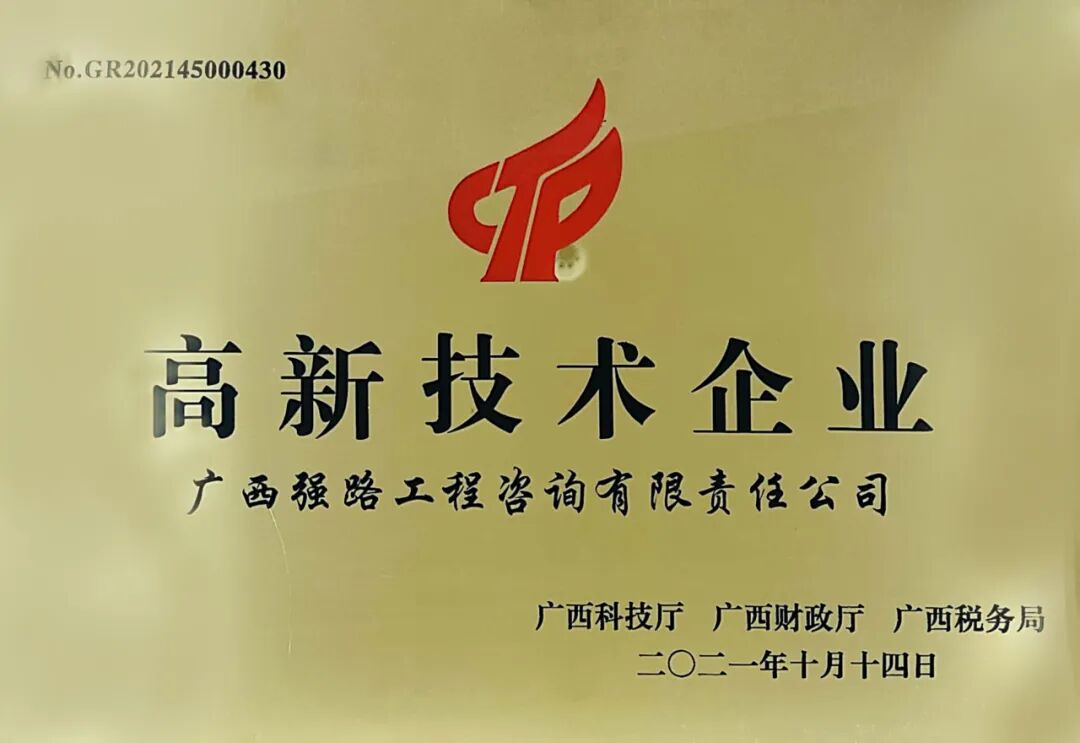 No.GR202145000430
CTP
高新技术企业
广西强路工程咨询有限责任公司
广西科技厅 广西财政厅 广西税务局
二〇二一年十月十四日